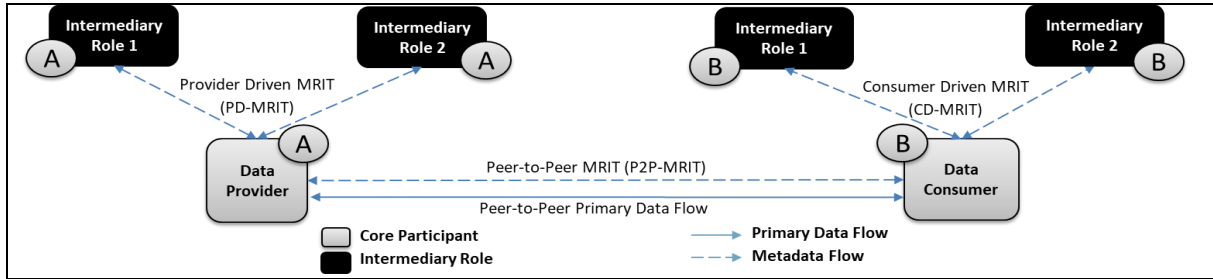 Intermediary
Role 1
A
Intermediary
Role 2
A
Intermediary
Role 1
B
Intermediary
Role 2
B
Provider Driven MRIT
(PD-MRIT)
Consumer Driven MRIT
(CD-MRIT)
A
Data
Provider
B
Data
Consumer
Peer-to-Peer MRIT (P2P-MRIT)
Peer-to-Peer Primary Data Flow
Core Participant
Intermediary Role
Primary Data Flow
Metadata Flow